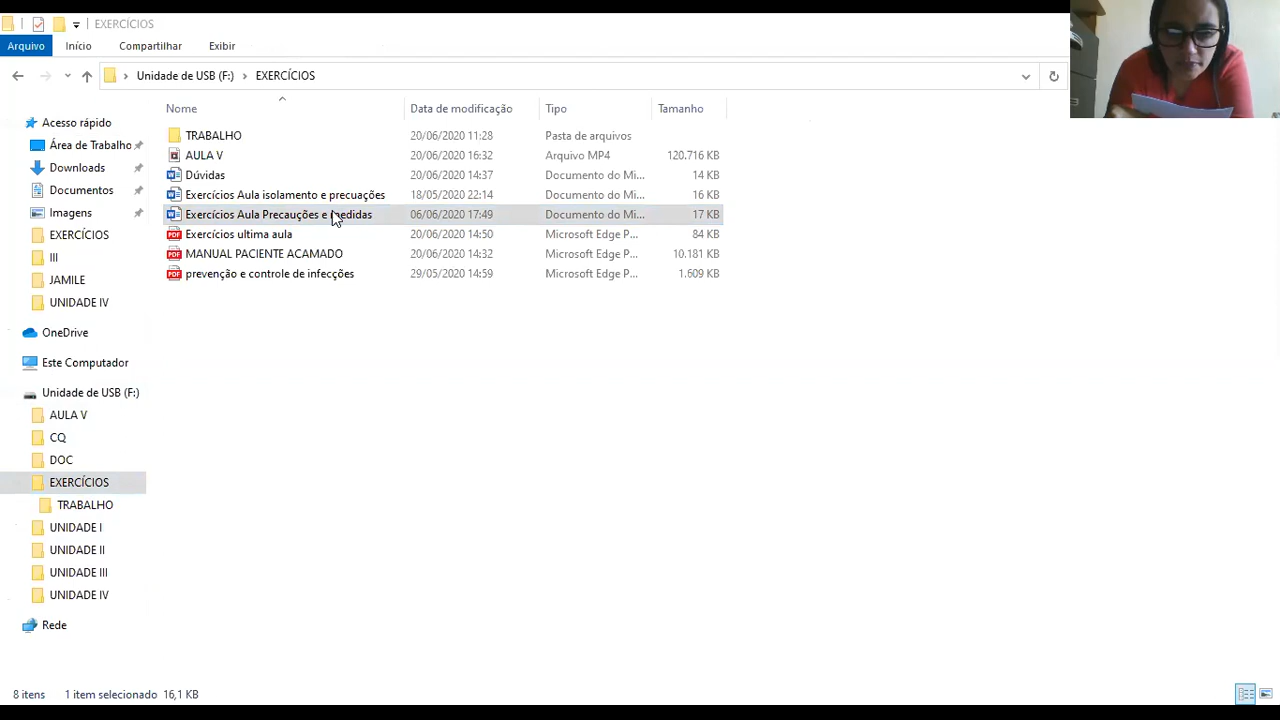 EXERCÍCIOS
Arquivo Início Compartilhar Exibir
Unidade de USB (F:) EXERCÍCIOS
Nome Data de modificação Tipo Tamanho
Acesso rápido
Área de Trabalho
Downloads
Documentos
Imagens
EXERCÍCIOS
III
JAMILE
UNIDADE IV
OneDrive
Este Computador
Unidade de USB (F:)
AULA V
CQ
DOC
EXERCÍCIOS
TRABALHO
UNIDADE I
UNIDADE II
UNIDADE III
UNIDADE IV
Rede
TRABALHO 20/06/2020 11:28 Pasta de arquivos
AULA V 20/06/2020 16:32 Arquivo MP4 120.716 KB
Dúvidas 20/06/2020 14:37 Documento do Mi... 14 KB
Exercícios Aula isolamento e precuações 18/05/2020 22:14 Documento do Mi... 16 KB
Exercícios Aula Precauções e medidas 06/06/2020 17:49 Documento do Mi... 17 KB
Exercícios ultima aula 20/06/2020 14:50 Microsoft Edge P... 84 KB
MANUAL PACIENTE ACAMADO 20/06/2020 14:32 Microsoft Edge P... 10.181 KB
prevenção e controle de infecções 29/05/2020 14:59 Microsoft Edge P... 1.609 KB
8 itens 1 item selecionado 16,1 KB